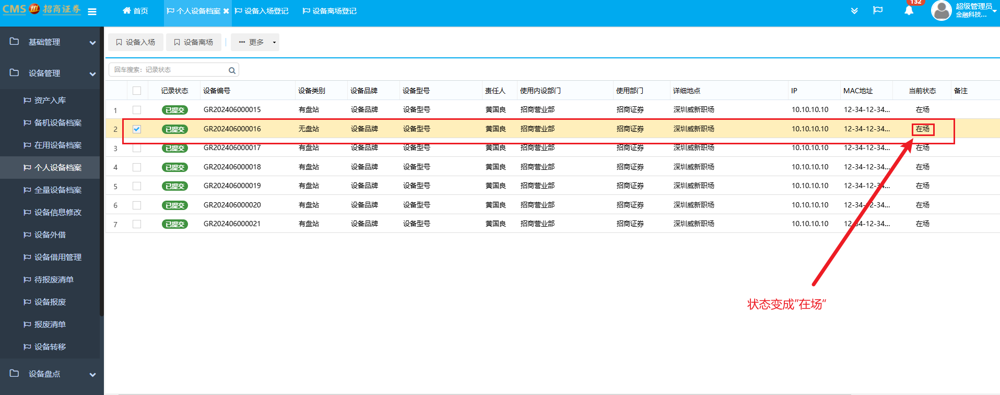 CMS 招商证券
首页
个人设备档案
设备入场登记
设备离场登记
132
超级管理员
金融科技...
基础管理
设备管理
资产入库
备机设备档案
在用设备档案
个人设备档案
全量设备档案
设备信息修改
设备外借
设备借用管理
待报废清单
设备报废
报废清单
设备转移
设备盘点
设备入场 设备离场 更多
回车搜索：记录状态
记录状态 设备编号 设备类别 设备品牌 设备型号 责任人 使用内设部门 使用部门 详细地点 IP MAC地址 当前状态 备注
1 已提交 GR202406000015 有盘站 设备品牌 设备型号 黄国良 招商营业部 招商证券 深圳威新职场 10.10.10.10 12-34-12-34... 在场
2 已提交 GR202406000016 无盘站 设备品牌 设备型号 黄国良 招商营业部 招商证券 深圳威新职场 10.10.10.10 12-34-12-34... 在场
3 已提交 GR202406000017 有盘站 设备品牌 设备型号 黄国良 招商营业部 招商证券 深圳威新职场 10.10.10.10 12-34-12-34... 在场
4 已提交 GR202406000018 有盘站 设备品牌 设备型号 黄国良 招商营业部 招商证券 深圳威新职场 10.10.10.10 12-34-12-34... 在场
5 已提交 GR202406000019 有盘站 设备品牌 设备型号 黄国良 招商营业部 招商证券 深圳威新职场 10.10.10.10 12-34-12-34... 在场
6 已提交 GR202406000020 有盘站 设备品牌 设备型号 黄国良 招商营业部 招商证券 深圳威新职场 10.10.10.10 12-34-12-34... 在场
7 已提交 GR202406000021 有盘站 设备品牌 设备型号 黄国良 招商营业部 招商证券 深圳威新职场 10.10.10.10 12-34-12-34... 在场
状态变成”在场“